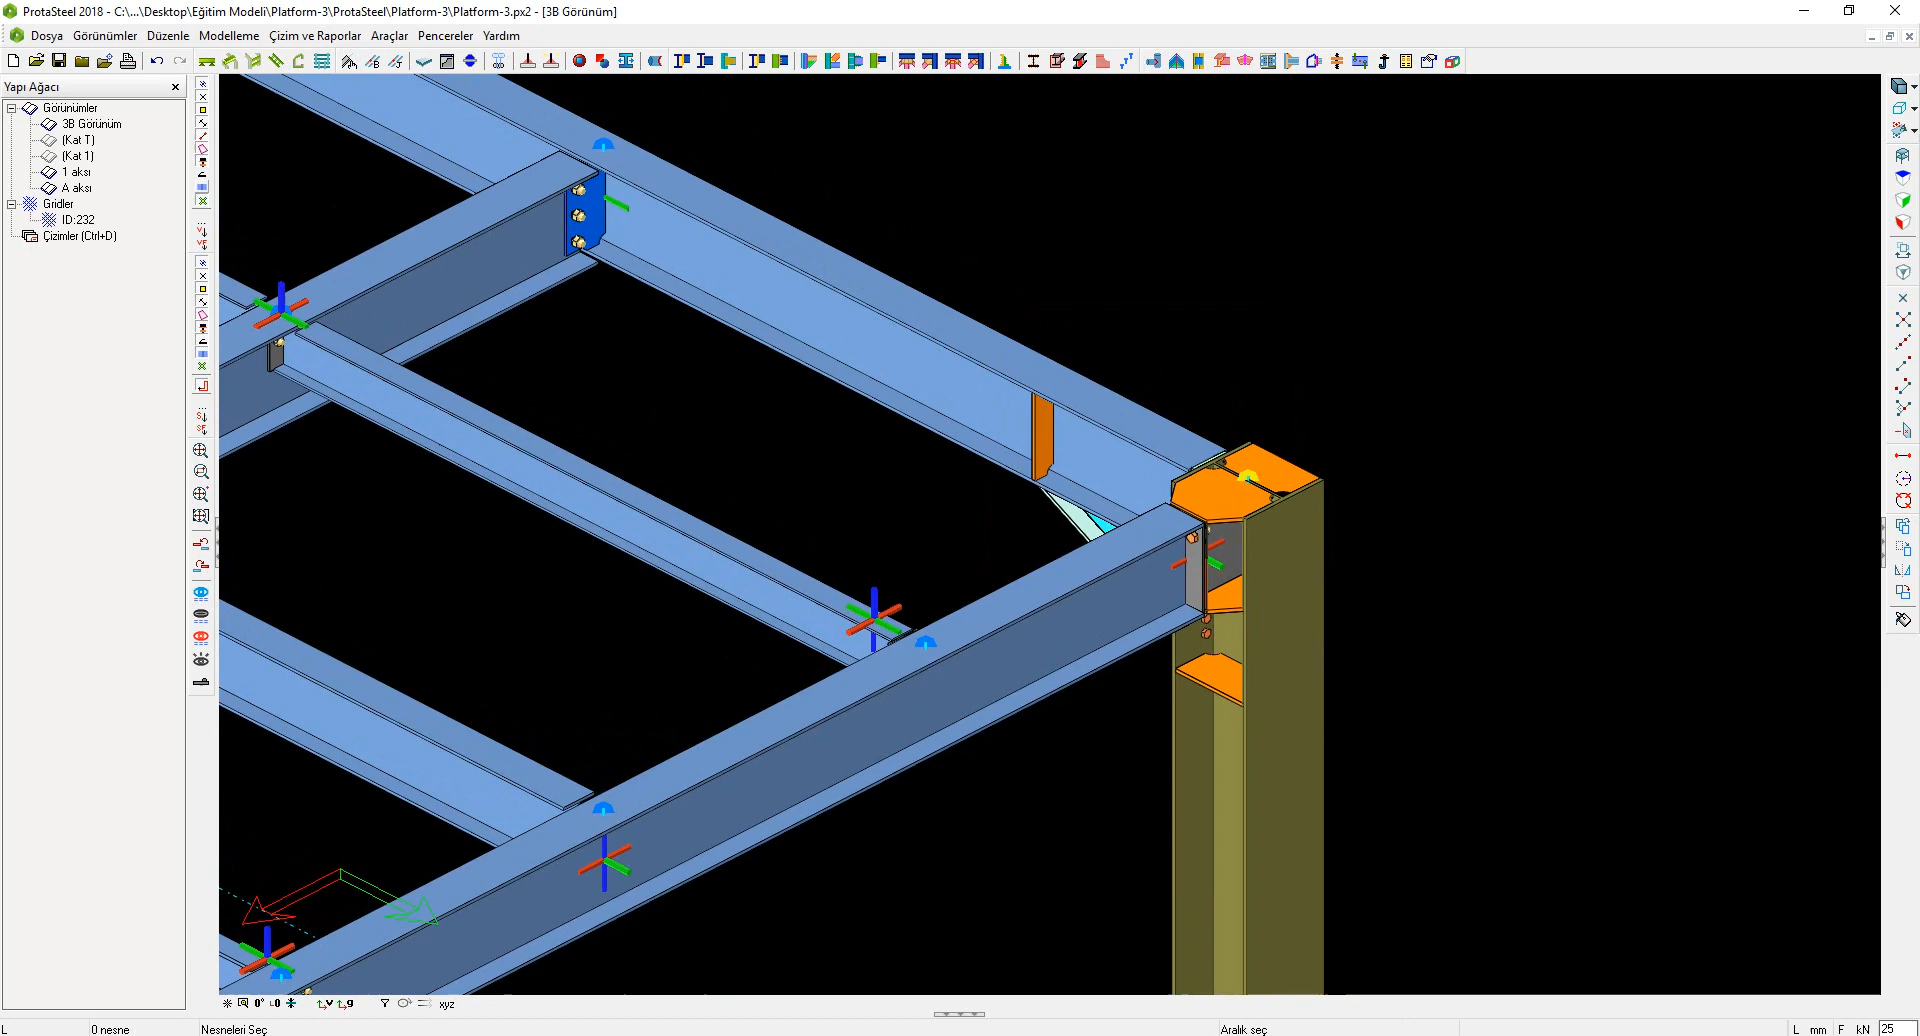 ProtaSteel 2018 - C:\...\Desktop\Eğitim Modeli\Platform-3\ProtaSteel\Platform-3\Platform-3.px2 - [3B Görünüm]
Dosya Görünümler Düzenle Modelleme Çizim ve Raporlar Araçlar Pencereler Yardım
Yapı Ağacı
Görünümler
3B Görünüm
(Kat T)
(Kat 1)
1 aksı
A aksı
Gridler
ID:232
Çizimler (Ctrl+D)
xyz
L 0 nesne Nesneleri Seç Aralık seç L mm F kN 25